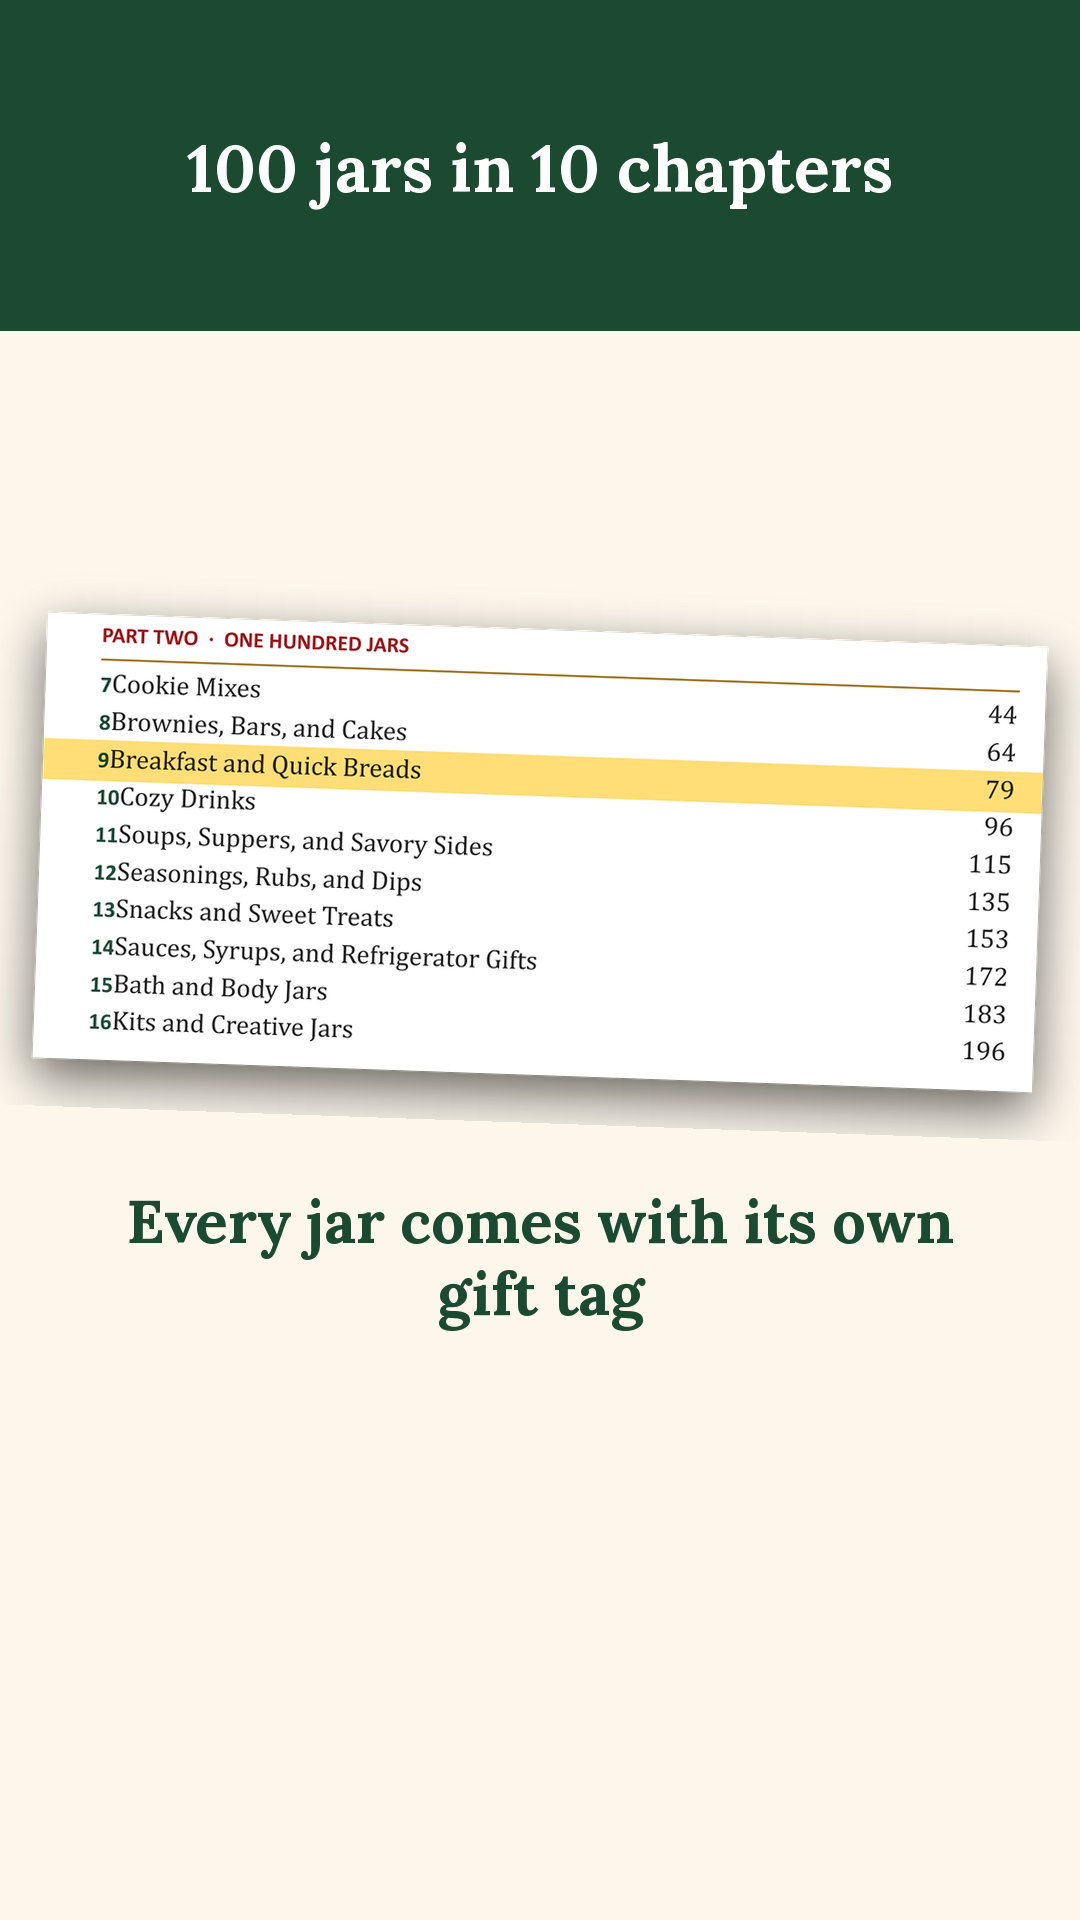 100 jars in 10 chapters
PART TWO · ONE HUNDRED JARS
7Cookie Mixes 44
8Brownies, Bars, and Cakes 64
9Breakfast and Quick Breads 79
10Cozy Drinks 96
11Soups, Suppers, and Savory Sides 115
12Seasonings, Rubs, and Dips 135
13Snacks and Sweet Treats 153
14Sauces, Syrups, and Refrigerator Gifts 172
15Bath and Body Jars 183
16Kits and Creative Jars 196
Every jar comes with its own
gift tag